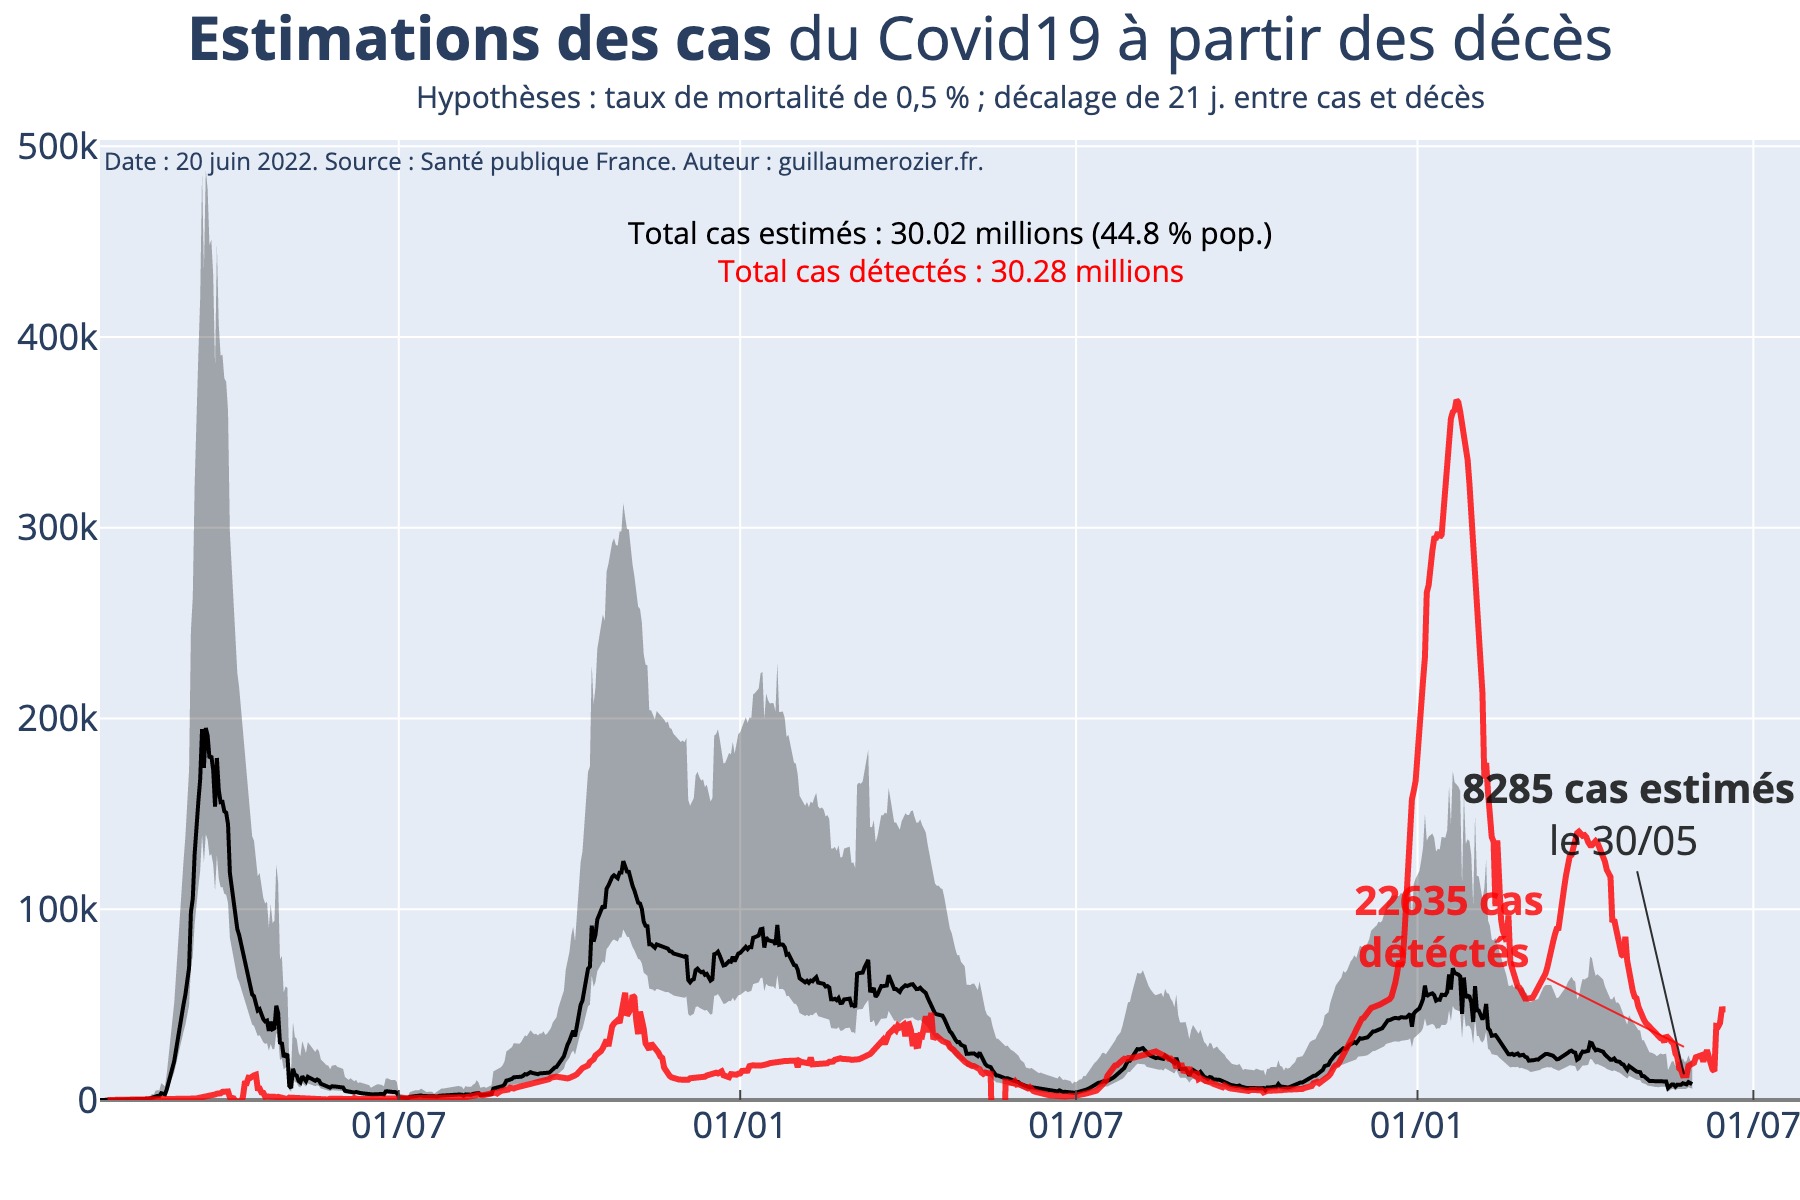 Estimations des cas du Covid19 à partir des décès
Hypothèses : taux de mortalité de 0,5 % ; décalage de 21 j. entre cas et décès
500k
Date : 20 juin 2022. Source : Santé publique France. Auteur : guillaumerozier.fr.
Total cas estimés : 30.02 millions (44.8 % pop.)
Total cas détectés : 30.28 millions
400k
300k
200k
8285 cas estimés
le 30/05
22635 cas
détéctés
100k
0
01/07
01/01
01/07
01/01
01/07